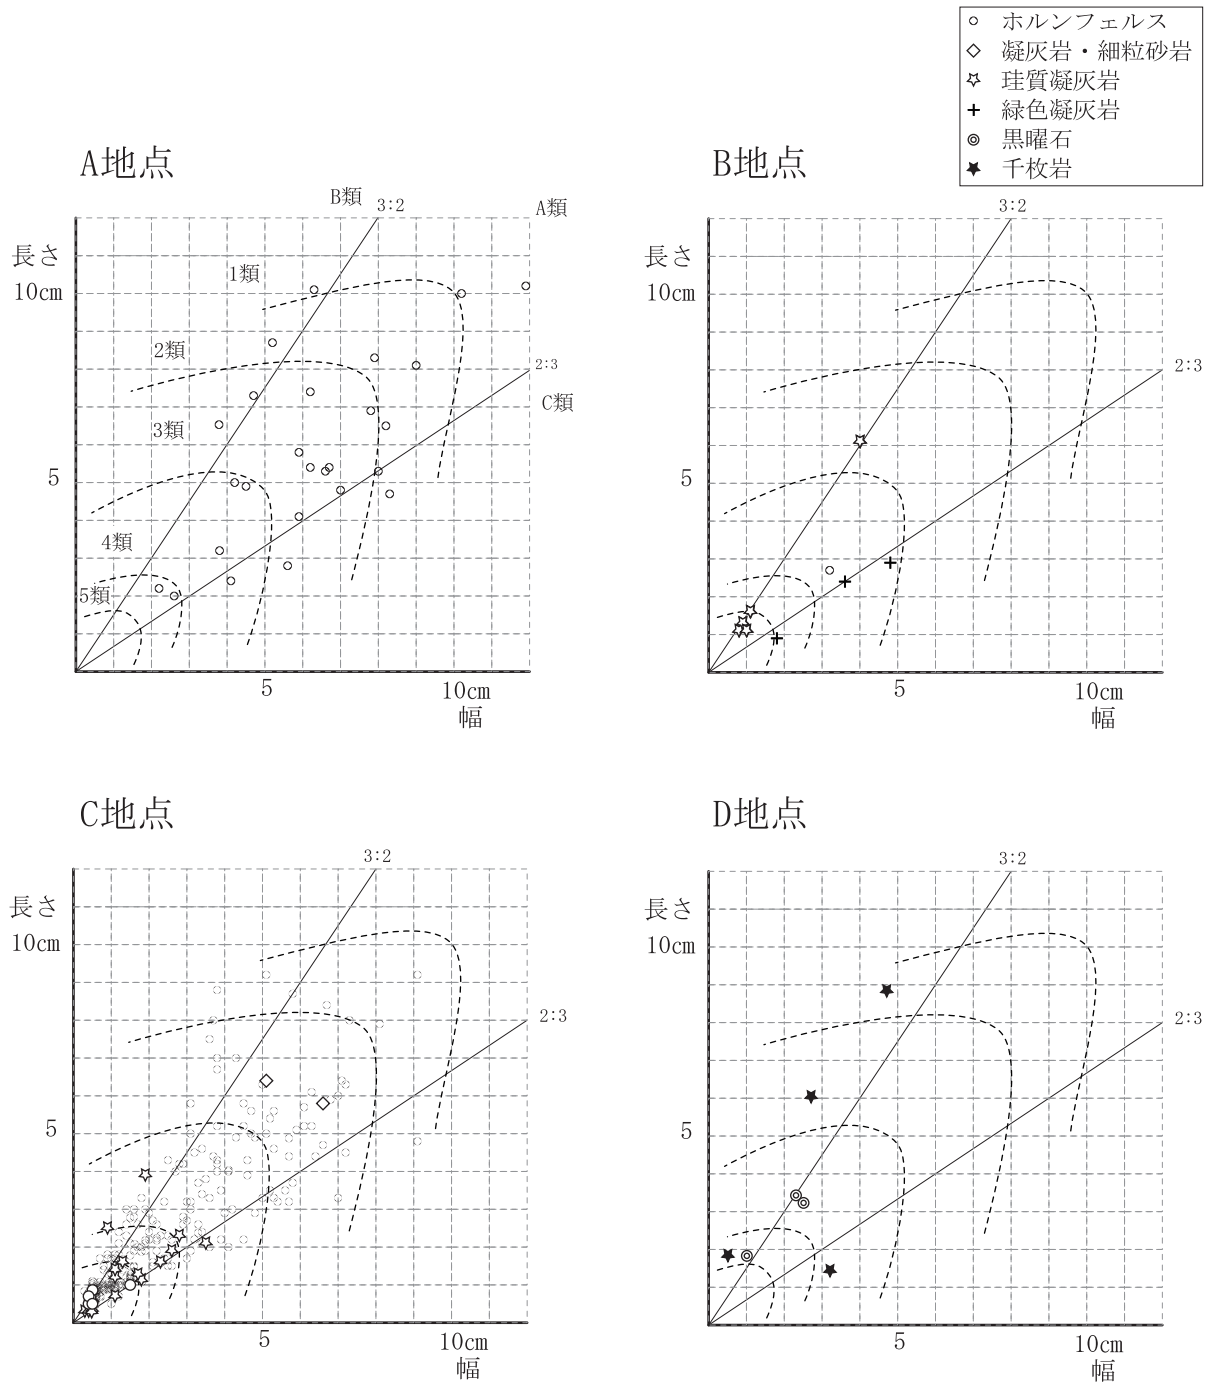 ホルンフェルス
凝灰岩・細粒砂岩
珪質凝灰岩
緑色凝灰岩
黒曜石
千枚岩
A地点
B類
3:2
A類
長さ
10cm
1類
2類
2:3
C類
3類
5
4類
5類
5
10cm
幅
B地点
3:2
長さ
10cm
2:3
5
5
10cm
幅
C地点
3:2
長さ
10cm
2:3
5
5
10cm
幅
D地点
3:2
長さ
10cm
2:3
5
5
10cm
幅